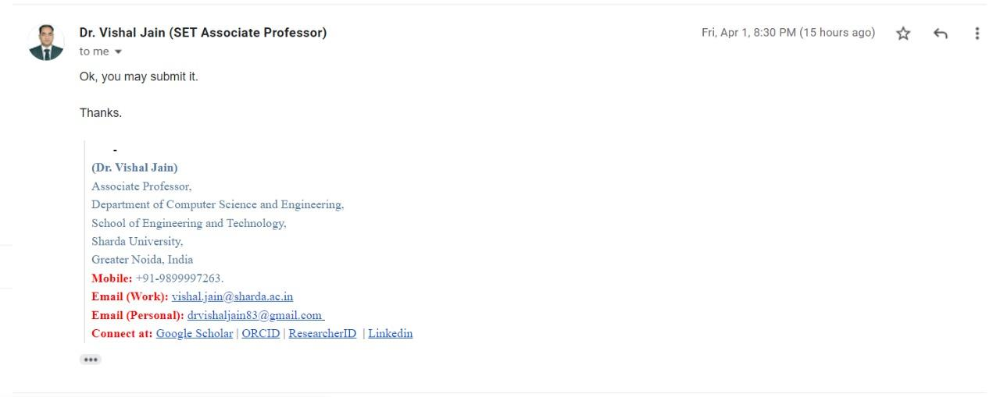 Dr. Vishal Jain (SET Associate Professor)
Fri, Apr 1, 8:30 PM (15 hours ago)
to me
Ok, you may submit it.
Thanks.
-
(Dr. Vishal Jain)
Associate Professor,
Department of Computer Science and Engineering,
School of Engineering and Technology,
Sharda University,
Greater Noida, India
Mobile: +91-9899997263.
Email (Work): vishal.jain@sharda.ac.in
Email (Personal): drvishaljain83@gmail.com
Connect at: Google Scholar | ORCID | ResearcherID | Linkedin